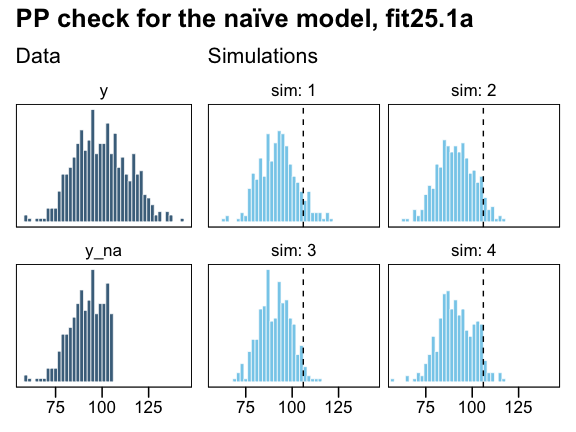 PP check for the naïve model, fit25.1a
Data
Simulations
y
sim: 1
sim: 2
y_na
sim: 3
sim: 4
75 100 125
75 100 125
75 100 125